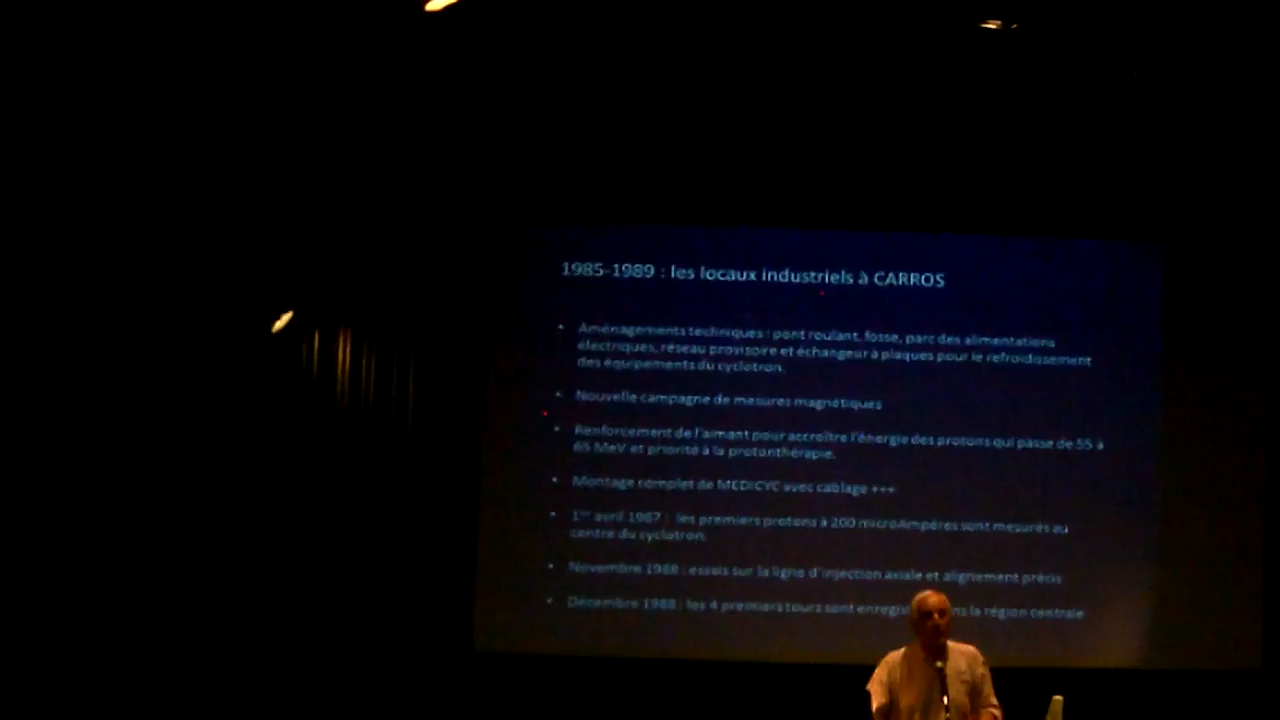 1985-1989 : les locaux industriels à CARROS
• Aménagements techniques : pont roulant, fosse, parc des alimentations
électriques, réseau provisoire et échangeur à plaques pour le refroidissement
des équipements du cyclotron.
• Nouvelle campagne de mesures magnétiques
• Renforcement de l'aimant pour accroître l'énergie des protons qui passe de 55 à
65 MeV et priorité à la protonthérapie.
• Montage complet de MEDICYC avec cablage +++
• 1er avril 1987 : les premiers protons à 200 microAmpères sont mesurés au
centre du cyclotron.
• Novembre 1988 : essais sur la ligne d'injection axiale et alignement précis
• Décembre 1988 : les 4 premiers tours sont la région centrale